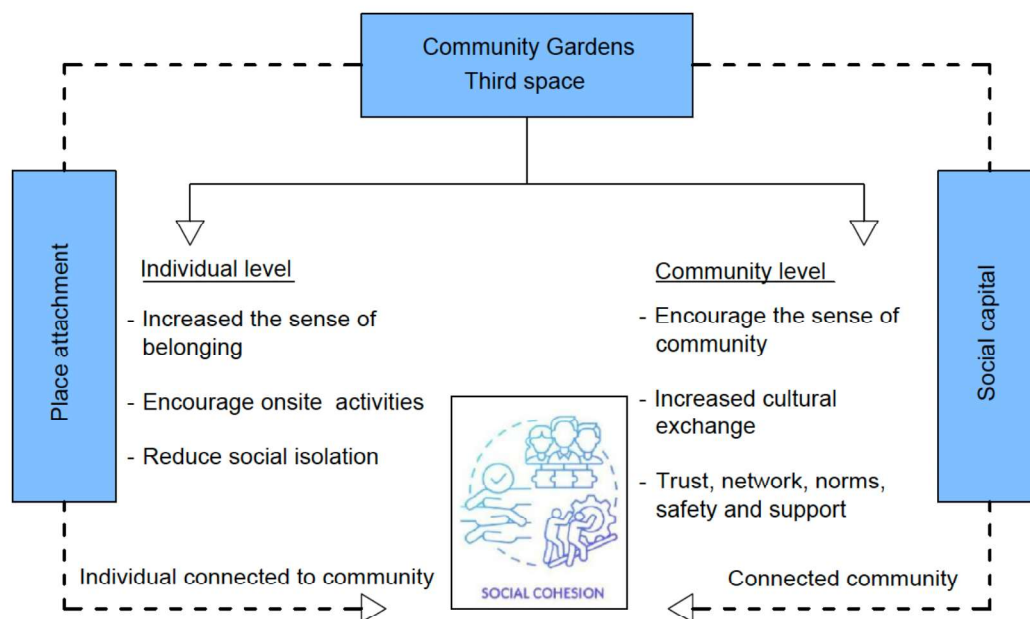 Community Gardens
Third space
Place attachment
Individual level
- Increased the sense of
belonging
- Encourage onsite activities
- Reduce social isolation
Community level
- Encourage the sense of
community
- Increased cultural
exchange
- Trust, network, norms,
safety and support
Social capital
SOCIAL COHESION
Individual connected to community
Connected community